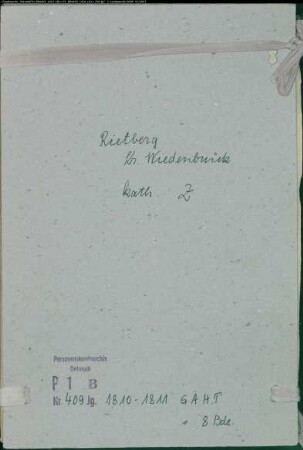 Rietberg
Kr. Wiedenbrück
kath. Z
Personenstandsarchiv
Detmold
P 1 B
Nr 409 Jg. 1810-1811 G A H T
8 Bde.